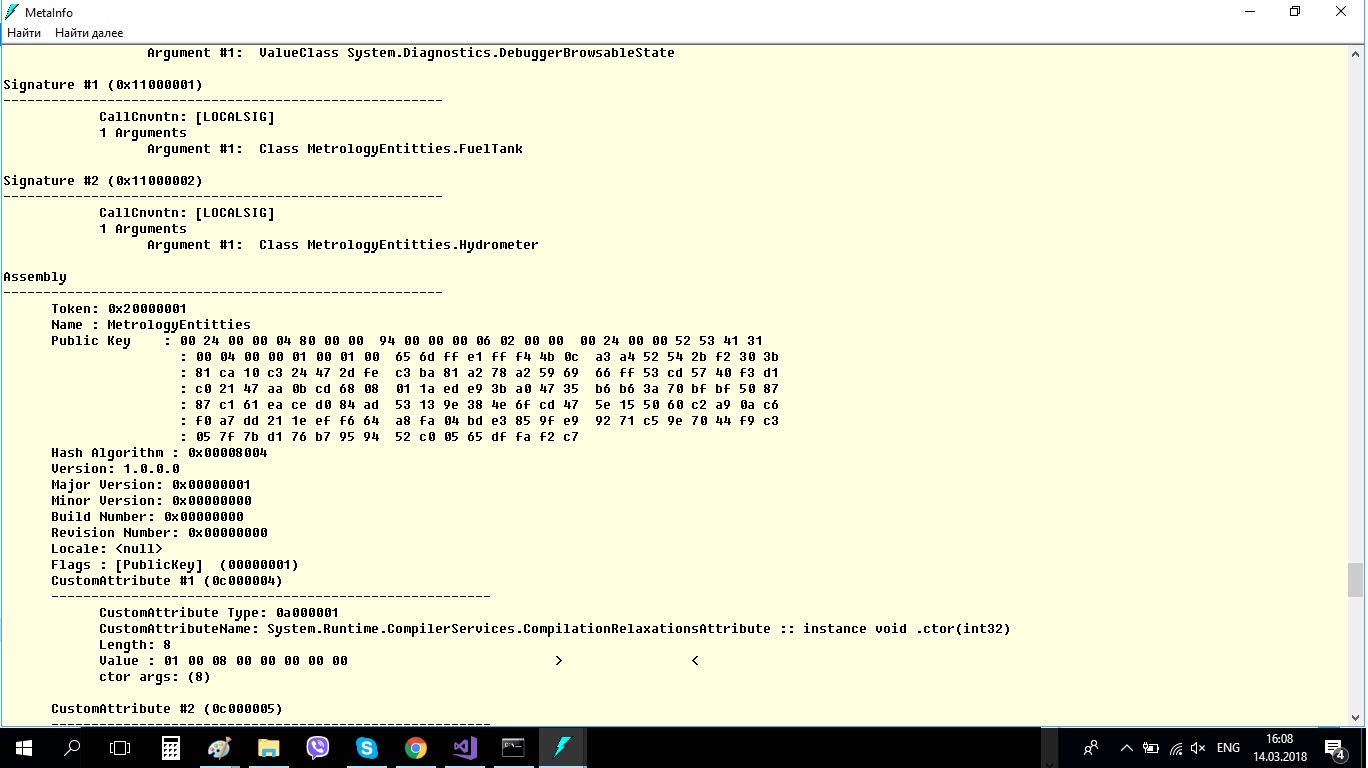 MetaInfo
Найти Найти далее
Argument #1: ValueClass System.Diagnostics.DebuggerBrowsableState
Signature #1 (0x11000001)
-------------------------------------------------------
CallCnvntn: [LOCALSIG]
1 Arguments
Argument #1: Class MetrologyEntitties.FuelTank
Signature #2 (0x11000002)
-------------------------------------------------------
CallCnvntn: [LOCALSIG]
1 Arguments
Argument #1: Class MetrologyEntitties.Hydrometer
Assembly
-------------------------------------------------------
Token: 0x20000001
Name : MetrologyEntitties
Public Key : 00 24 00 00 04 80 00 00 94 00 00 00 06 02 00 00 00 24 00 00 52 53 41 31
: 00 04 00 00 01 00 01 00 65 6d ff e1 ff f4 4b 0c a3 a4 52 54 2b f2 30 3b
: 81 ca 10 c3 24 47 2d fe c3 ba 81 a2 78 a2 59 69 66 ff 53 cd 57 40 f3 d1
: c0 21 47 aa 0b cd 68 08 01 1a ed e9 3b a0 47 35 b6 b6 3a 70 bf bf 50 87
: 87 c1 61 ea ce d0 84 ad 53 13 9e 38 4e 6f cd 47 5e 15 50 60 c2 a9 0a c6
: f0 a7 dd 21 1e ef f6 64 a8 fa 04 bd e3 85 9f e9 92 71 c5 9e 70 44 f9 c3
: 05 7f 7b d1 76 b7 95 94 52 c0 05 65 df fa f2 c7
Hash Algorithm : 0x00008004
Version: 1.0.0.0
Major Version: 0x00000001
Minor Version: 0x00000000
Build Number: 0x00000000
Revision Number: 0x00000000
Locale: <null>
Flags : [PublicKey] (00000001)
CustomAttribute #1 (0c000004)
-------------------------------------------------------
CustomAttribute Type: 0a000001
CustomAttributeName: System.Runtime.CompilerServices.CompilationRelaxationsAttribute :: instance void .ctor(int32)
Length: 8
Value : 01 00 08 00 00 00 00 00 > <
ctor args: (8)
CustomAttribute #2 (0c000005)
-------------------------------------------------------
ENG
16:08
14.03.2018
4